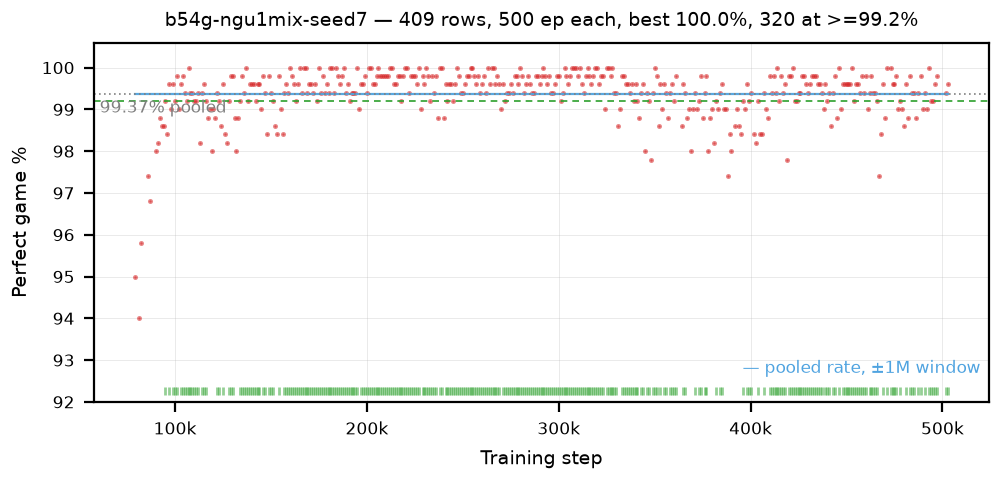 b54g-ngu1mix-seed7 — 409 rows, 500 ep each, best 100.0%, 320 at >=99.2%
100
99
98
97
96
95
94
93
92
99.37% pooled
— pooled rate, ±1M window
100k
200k
300k
400k
500k
Training step
Perfect game %